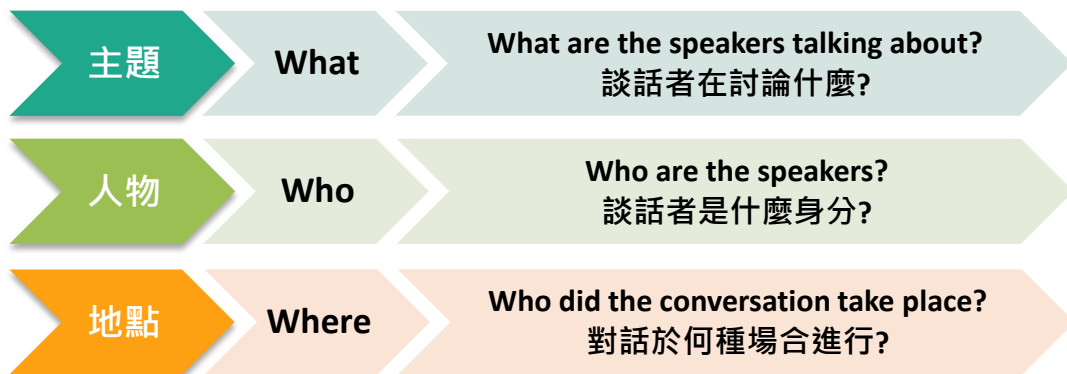 主題
What
What are the speakers talking about?
談話者在討論什麼?
人物
Who
Who are the speakers?
談話者是什麼身分?
地點
Where
Who did the conversation take place?
對話於何種場合進行?